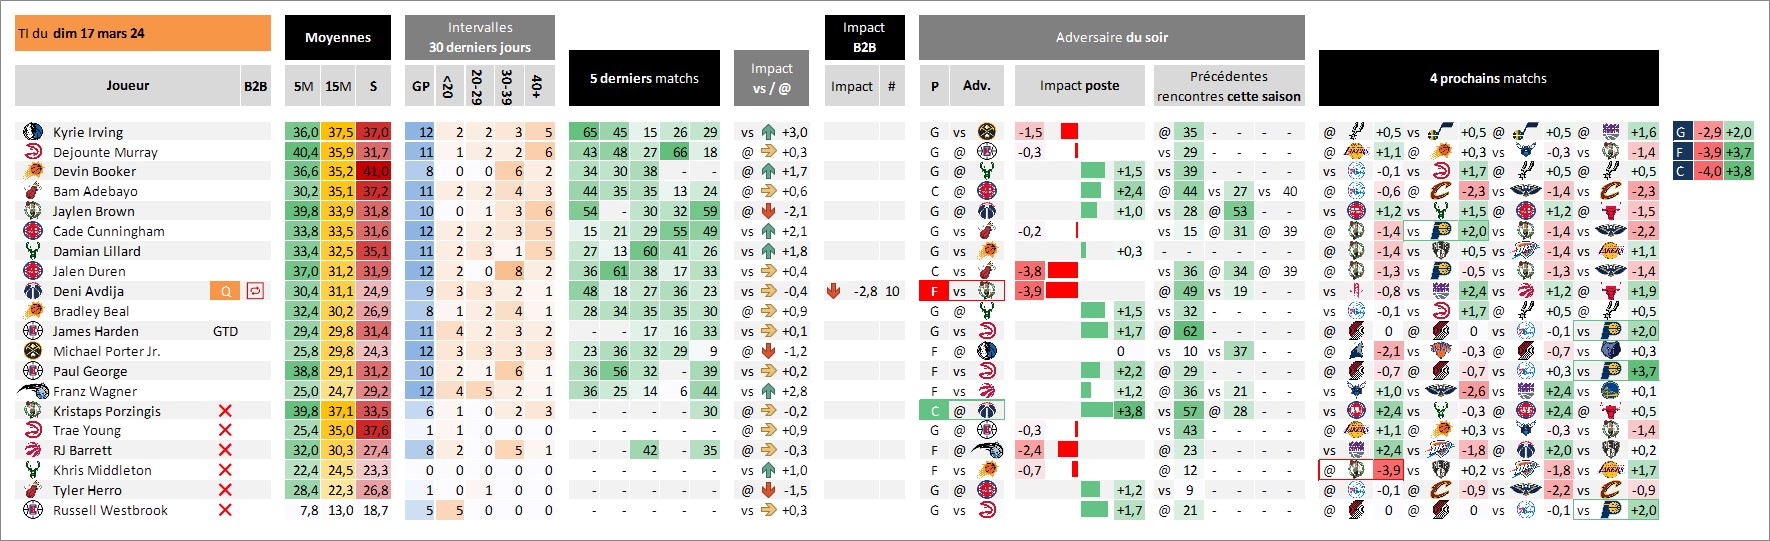 TI du dim 17 mars 24
Moyennes
Intervalles
30 derniers jours
5 derniers matchs
Impact
vs / @
Impact
B2B
Adversaire du soir
4 prochains matchs
Joueur B2B 5M 15M S GP <20 20-29 30-39 40+ Impact # P Adv. Impact poste Précédentes
rencontres cette saison
Kyrie Irving 36,0 37,5 37,0 12 2 2 3 5 65 45 15 26 29 vs +3,0 G vs -1,5 @ 35 - - - - @ +0,5 vs +0,5 @ +0,5 @ +1,6 G -2,9 +2,0
Dejounte Murray 40,4 35,9 31,7 11 1 2 2 6 43 48 27 66 18 @ +0,3 G @ -0,3 vs 29 - - - - @ +1,1 @ +0,3 vs -0,3 vs -1,4 F -3,9 +3,7
Devin Booker 36,6 35,2 41,0 8 0 0 6 2 34 30 38 - - @ +1,7 G @ +1,5 vs 39 - - - - vs -0,1 vs +1,7 @ +0,5 @ +0,5 C -4,0 +3,8
Bam Adebayo 30,2 35,1 37,2 11 2 2 4 3 44 35 35 13 24 @ +0,6 C @ +2,4 @ 44 vs 27 vs 40 @ -0,6 @ -2,3 vs -1,4 vs -2,3
Jaylen Brown 39,8 33,9 31,8 10 0 1 3 6 54 - 30 32 59 @ -2,1 G @ +1,0 vs 28 @ 53 - - vs +1,2 vs +1,5 @ +1,2 @ -1,5
Cade Cunningham 33,8 33,5 31,6 12 2 2 3 5 15 21 29 55 49 vs +2,1 G vs -0,2 vs 15 @ 31 @ 39 @ -1,4 vs +2,0 vs -1,4 vs -2,2
Damian Lillard 33,4 32,5 35,1 11 2 3 1 5 27 13 60 41 26 vs +1,8 G vs +0,3 - - - - - - @ -1,4 @ +0,5 vs +1,2 vs +1,1
Jalen Duren 37,0 31,2 31,9 12 2 0 8 2 36 61 38 17 33 vs +0,4 C vs -3,8 vs 36 @ 34 @ 39 @ -1,3 vs -0,5 vs -1,3 vs -1,4
Deni Avdija Q 30,4 31,1 24,9 9 3 3 2 1 48 18 27 36 23 vs -0,4 -2,8 10 F vs -3,9 @ 49 vs 19 - - vs -0,8 vs +2,4 vs +1,2 vs +1,9
Bradley Beal 32,4 30,2 26,9 8 1 2 4 1 28 34 35 35 30 @ +0,9 G @ +1,5 vs 32 - - - - vs -0,1 vs +1,7 @ +0,5 @ +0,5
James Harden GTD 29,4 29,8 31,4 11 4 2 3 2 - - 17 16 33 vs +0,1 G vs +1,7 @ 62 - - - - @ 0 @ 0 vs -0,1 vs +2,0
Michael Porter Jr. 25,8 29,8 24,3 12 3 3 3 3 23 36 32 29 9 @ -1,2 F @ 0 vs 10 vs 37 - - @ -2,1 vs -0,3 @ -0,7 vs +0,3
Paul George 38,8 29,1 31,2 10 2 1 6 1 36 56 32 - 39 vs +0,2 F vs +2,2 @ 29 - - - - @ -0,7 @ -0,7 vs +0,3 vs +3,7
Franz Wagner 25,0 24,7 29,2 12 4 5 2 1 36 25 14 6 44 vs +2,8 F vs +1,2 @ 36 vs 21 - - vs +1,0 vs -2,6 vs +2,4 vs +0,1
Kristaps Porzingis 39,8 37,1 33,5 6 1 0 2 3 - - - - 30 @ -0,2 C @ +3,8 vs 57 @ 28 - - vs +2,4 vs -0,3 @ +2,4 @ +0,5
Trae Young 25,4 35,0 37,6 1 1 0 0 0 - - - - - @ +0,9 G @ -0,3 vs 43 - - - - @ +1,1 @ +0,3 vs -0,3 vs -1,4
RJ Barrett 32,0 30,3 27,4 8 2 0 5 1 - - 42 - 35 @ -0,3 F @ -2,4 @ 23 - - - - vs +2,4 vs -1,8 @ +2,0 vs +0,2
Khris Middleton 22,4 24,5 23,3 0 0 0 0 0 - - - - - vs +1,0 F vs -0,7 @ 12 - - - - @ -3,9 @ +0,2 vs -1,8 vs +1,7
Tyler Herro 28,4 22,3 26,8 1 0 1 0 0 - - - - - @ -1,5 G @ +1,2 vs 9 - - - - @ -0,1 @ -0,9 vs -2,2 vs -0,9
Russell Westbrook 7,8 13,0 18,7 5 5 0 0 0 - - - - - vs +0,3 G vs +1,7 @ 21 - - - - @ 0 @ 0 vs -0,1 vs +2,0